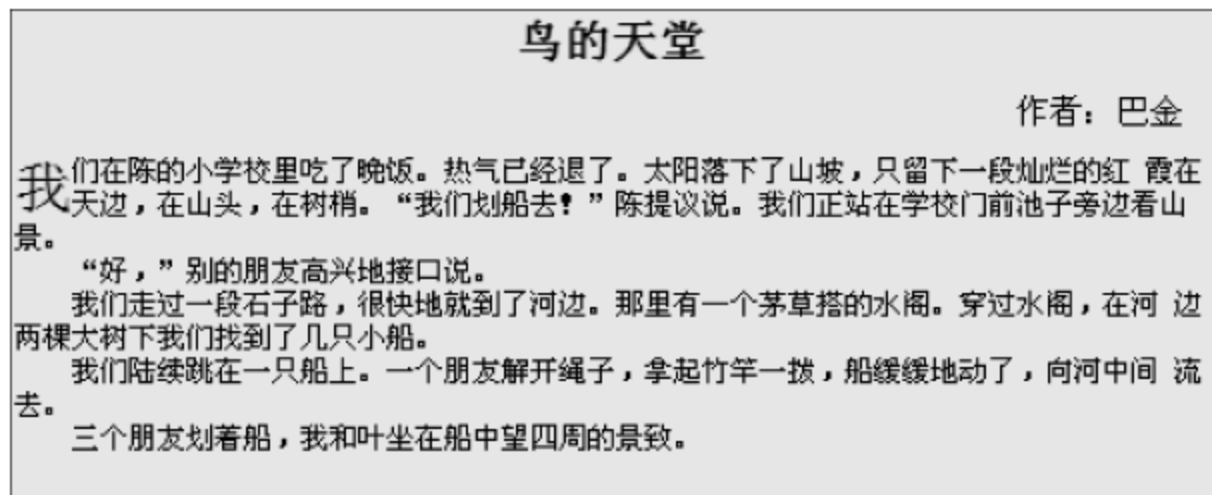 鸟的天堂
作者：巴金
我们在陈的小学校里吃了晚饭。热气已经退了。太阳落下了山坡，只留下一段灿烂的红 霞在
天边，在山头，在树梢。“我们划船去！”陈提议说。我们正站在学校门前池子旁边看山
景。
“好，”别的朋友高兴地接口说。
我们走过一段石子路，很快地就到了河边。那里有一个茅草搭的水阁。穿过水阁，在河 边
两棵大树下我们找到了几只小船。
我们陆续跳在一只船上。一个朋友解开绳子，拿起竹竿一拨，船缓缓地动了，向河中间 流
去。
三个朋友划着船，我和叶坐在船中望四周的景致。